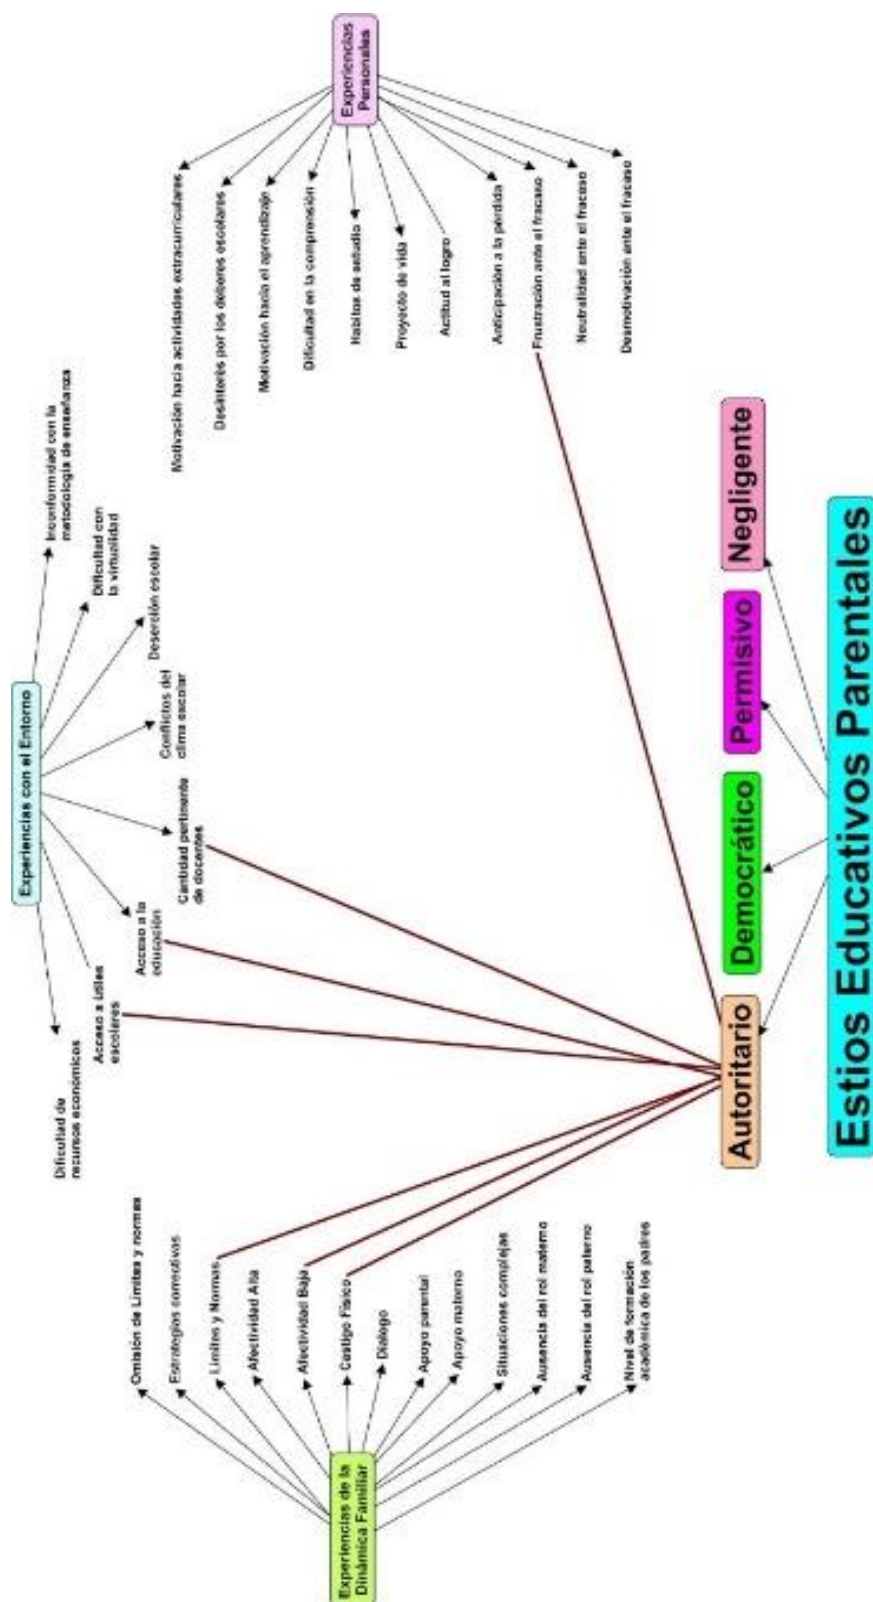 Experiencias con el Entorno
Dificultad de
recursos económicos
Acceso a útiles
escolares
Acceso a la
educación
Cantidad pertinente
de docentes
Conflictos del
clima escolar
Deserción escolar
Dificultad con
la virtualidad
Inconformidad con la
metodología de enseñanza
Experiencias de la
Dinámica Familiar
Omisión de Limites y normas
Estrategias correctivas
Limites y Normas
Afectividad Alta
Afectividad Baja
Castigo Físico
Dialogo
Apoyo parental
Apoyo materno
Situaciones complejas
Ausencia del rol materno
Ausencia del rol paterno
Nivel de formación
académica de los padres
Experiencias
Personales
Motivación hacia actividades extracurriculares
Desinterés por los deberes escolares
Motivación hacia el aprendizaje
Dificultad en la comprensión
Habitos de estudio
Proyecto de vida
Actitud al logro
Anticipación a la pérdida
Frustración ante el fracaso
Neutralidad ante el fracaso
Desmotivación ante el fracaso
Autoritario
Democrático
Permisivo
Negligente
Estios Educativos Parentales